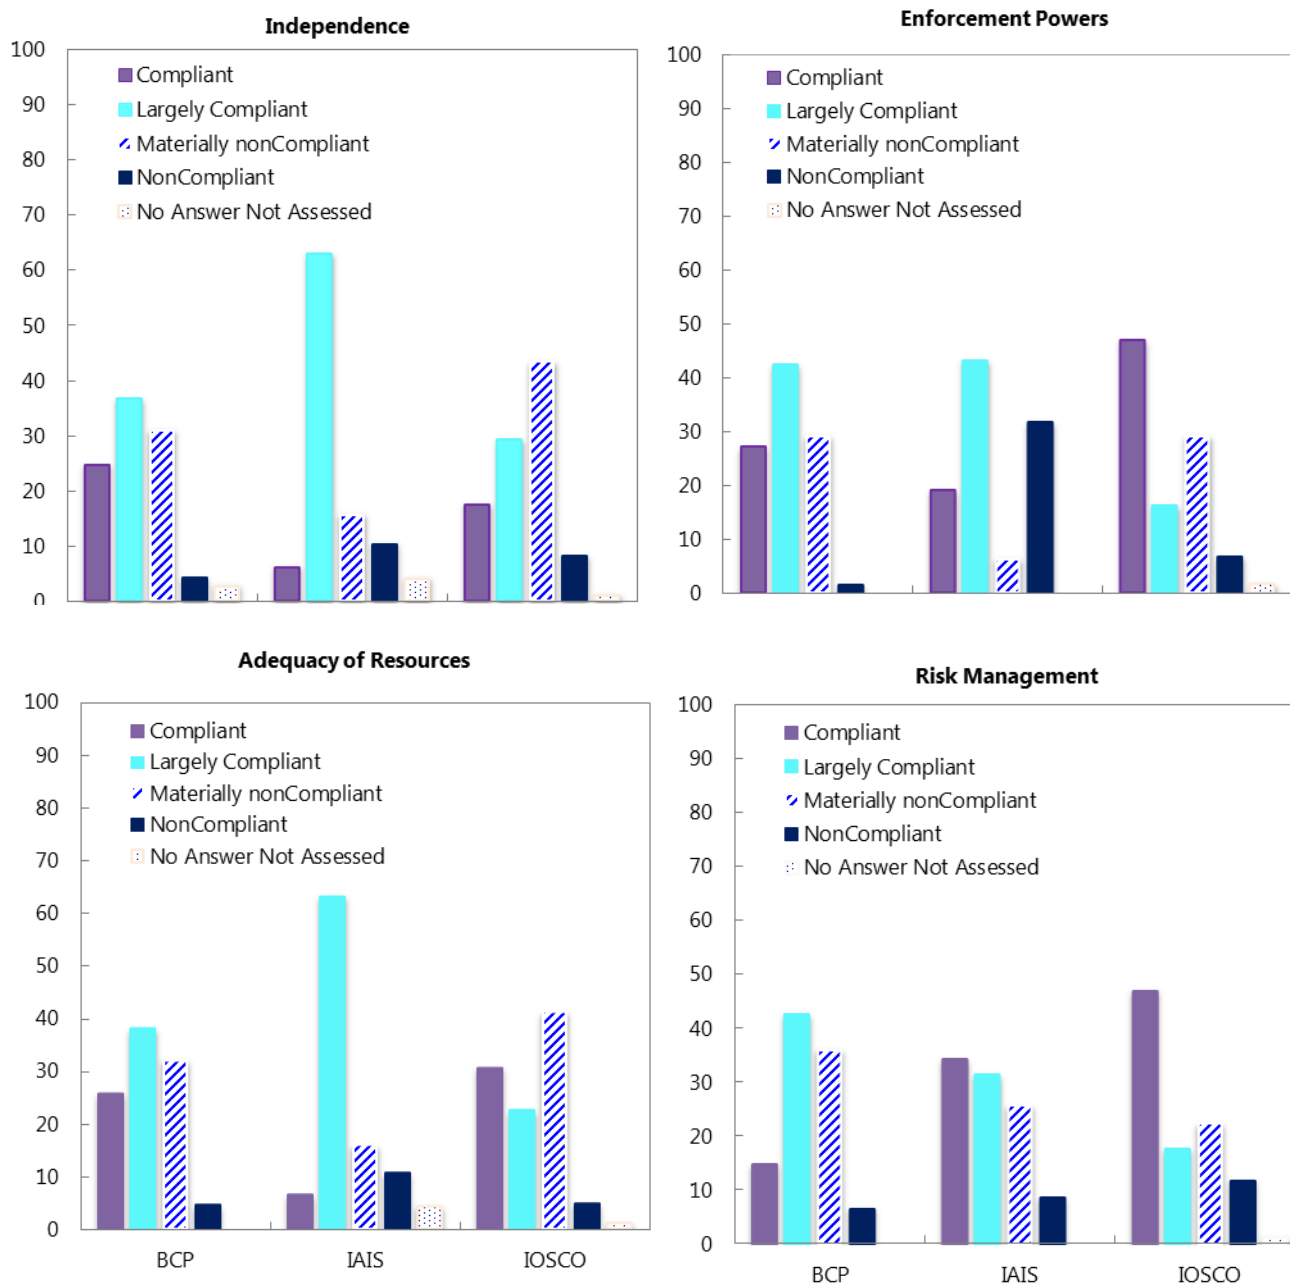 Independence
100
90
80
70
60
50
40
30
20
10
0
Compliant
Largely Compliant
Materially nonCompliant
NonCompliant
No Answer Not Assessed
Enforcement Powers
100
90
80
70
60
50
40
30
20
10
0
Compliant
Largely Compliant
Materially nonCompliant
NonCompliant
No Answer Not Assessed
Adequacy of Resources
100
90
80
70
60
50
40
30
20
10
0
Compliant
Largely Compliant
Materially nonCompliant
NonCompliant
No Answer Not Assessed
BCP IAIS IOSCO
Risk Management
100
90
80
70
60
50
40
30
20
10
0
Compliant
Largely Compliant
Materially nonCompliant
NonCompliant
No Answer Not Assessed
BCP IAIS IOSCO